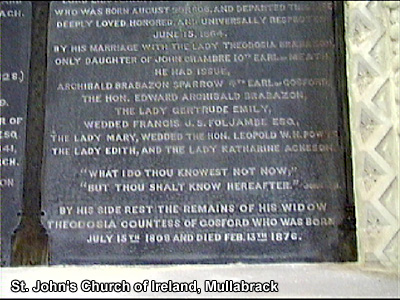 WHO WAS BORN AUGUST AND DEPARTED THIS
DEEPLY LOVED, HONORED, AND UNIVERSALLY RESPECTED
JUNE 15, 1864.
BY HIS MARRIAGE WITH THE LADY THEODOSIA BRABAZON,
ONLY DAUGHTER OF JOHN CHAMBRE 10TH EARL OF MEATH,
HE HAD ISSUE,
ARCHIBALD BRABAZON SPARROW 4TH EARL OF GOSFORD,
THE HON. EDWARD ARCHIBALD BRABAZON,
THE LADY GERTRUDE EMILY,
WEDDED FRANCIS J. S. FOLJAMBE ESQ.,
THE LADY MARY, WEDDED THE HON. LEOPOLD W. H. POWYS
THE LADY EDITH, AND THE LADY KATHARINE ACHESON.
"WHAT I DO THOU KNOWEST NOT NOW,"
"BUT THOU SHALT KNOW HEREAFTER."
BY HIS SIDE REST THE REMAINS OF HIS WIDOW
THEODOSIA COUNTESS OF GOSFORD WHO WAS BORN
JULY 15TH 1808 AND DIED FEB. 13TH 1876.
St. John's Church of Ireland, Mullabrack